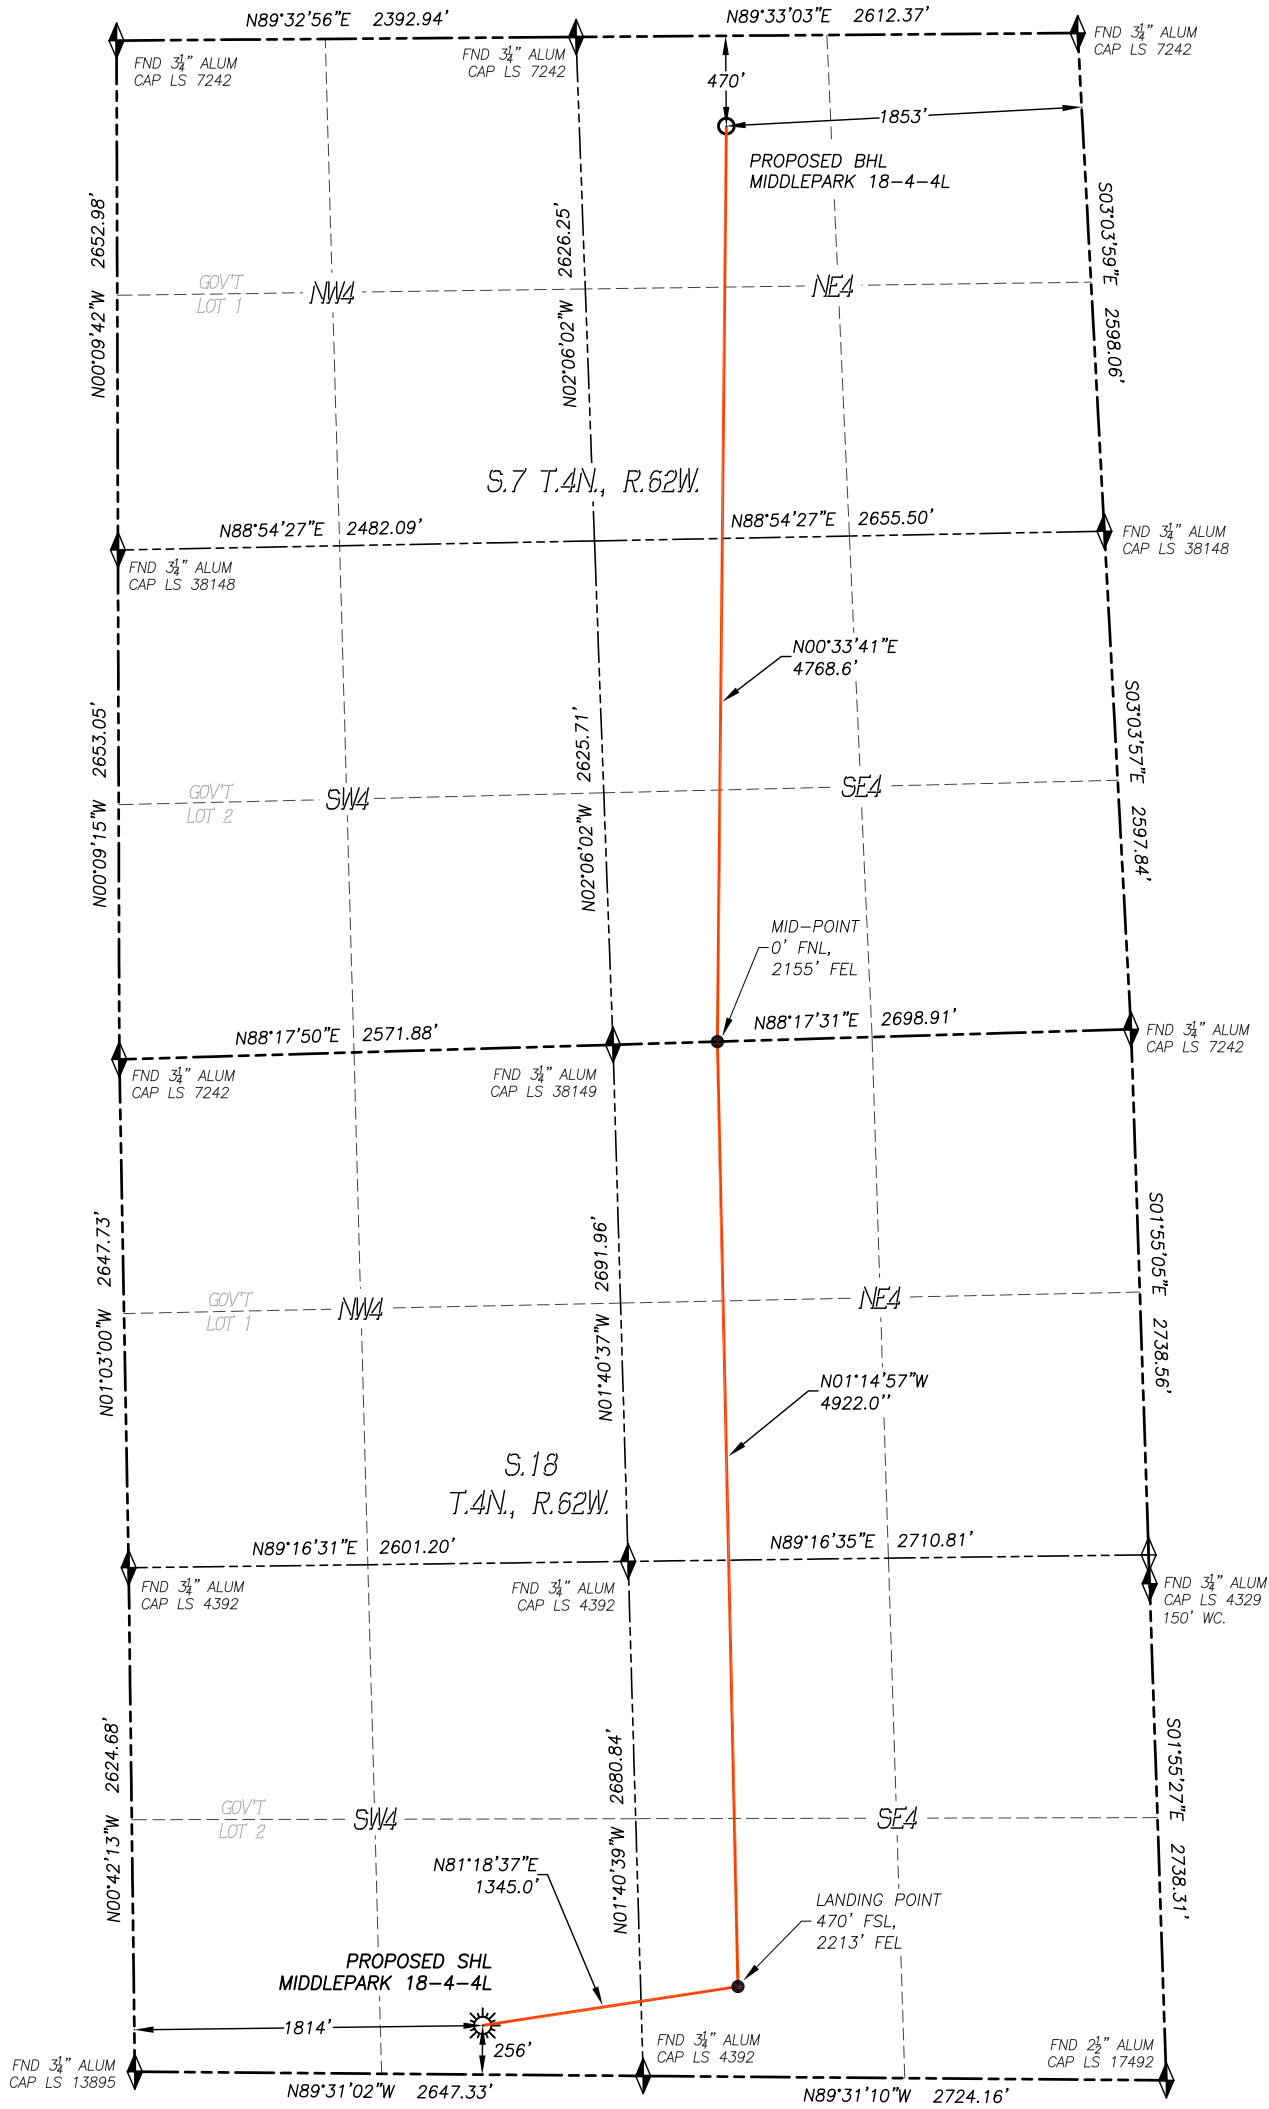 N89°32'56"E 2392.94'
N89°33'03"E 2612.37'
FND 3¼" ALUM
CAP LS 7242
FND 3¼" ALUM
CAP LS 7242
FND 3¼" ALUM
CAP LS 7242
470'
1853'
PROPOSED BHL
MIDDLEPARK 18-4-4L
N00°09'42"W 2652.98'
N02°06'02"W 2626.25'
S03°03'59"E 2598.06'
GOV'T
LOT 1
NW4
NE4
S.7 T.4N., R.62W.
N88°54'27"E 2482.09'
N88°54'27"E 2655.50'
FND 3¼" ALUM
CAP LS 38148
FND 3¼" ALUM
CAP LS 38148
N00°33'41"E
4768.6'
N00°09'15"W 2653.05'
N02°06'02"W 2625.71'
S03°03'57"E 2597.84'
GOV'T
LOT 2
SW4
SE4
MID-POINT
0' FNL,
2155' FEL
N88°17'50"E 2571.88'
N88°17'31"E 2698.91'
FND 3¼" ALUM
CAP LS 7242
FND 3¼" ALUM
CAP LS 38149
FND 3¼" ALUM
CAP LS 7242
N01°03'00"W 2647.73'
N01°40'37"W 2691.96'
S01°55'05"E 2738.56'
GOV'T
LOT 1
NW4
NE4
N01°14'57"W
4922.0''
S.18
T.4N., R.62W.
N89°16'31"E 2601.20'
N89°16'35"E 2710.81'
FND 3¼" ALUM
CAP LS 4392
FND 3¼" ALUM
CAP LS 4392
FND 3¼" ALUM
CAP LS 4329
150' WC.
N00°42'13"W 2624.68'
N01°40'39"W 2680.84'
S01°55'27"E 2738.31'
GOV'T
LOT 2
SW4
SE4
N81°18'37"E
1345.0'
LANDING POINT
470' FSL,
2213' FEL
PROPOSED SHL
MIDDLEPARK 18-4-4L
1814'
256'
FND 3¼" ALUM
CAP LS 13895
FND 3¼" ALUM
CAP LS 4392
FND 2½" ALUM
CAP LS 17492
N89°31'02"W 2647.33'
N89°31'10"W 2724.16'